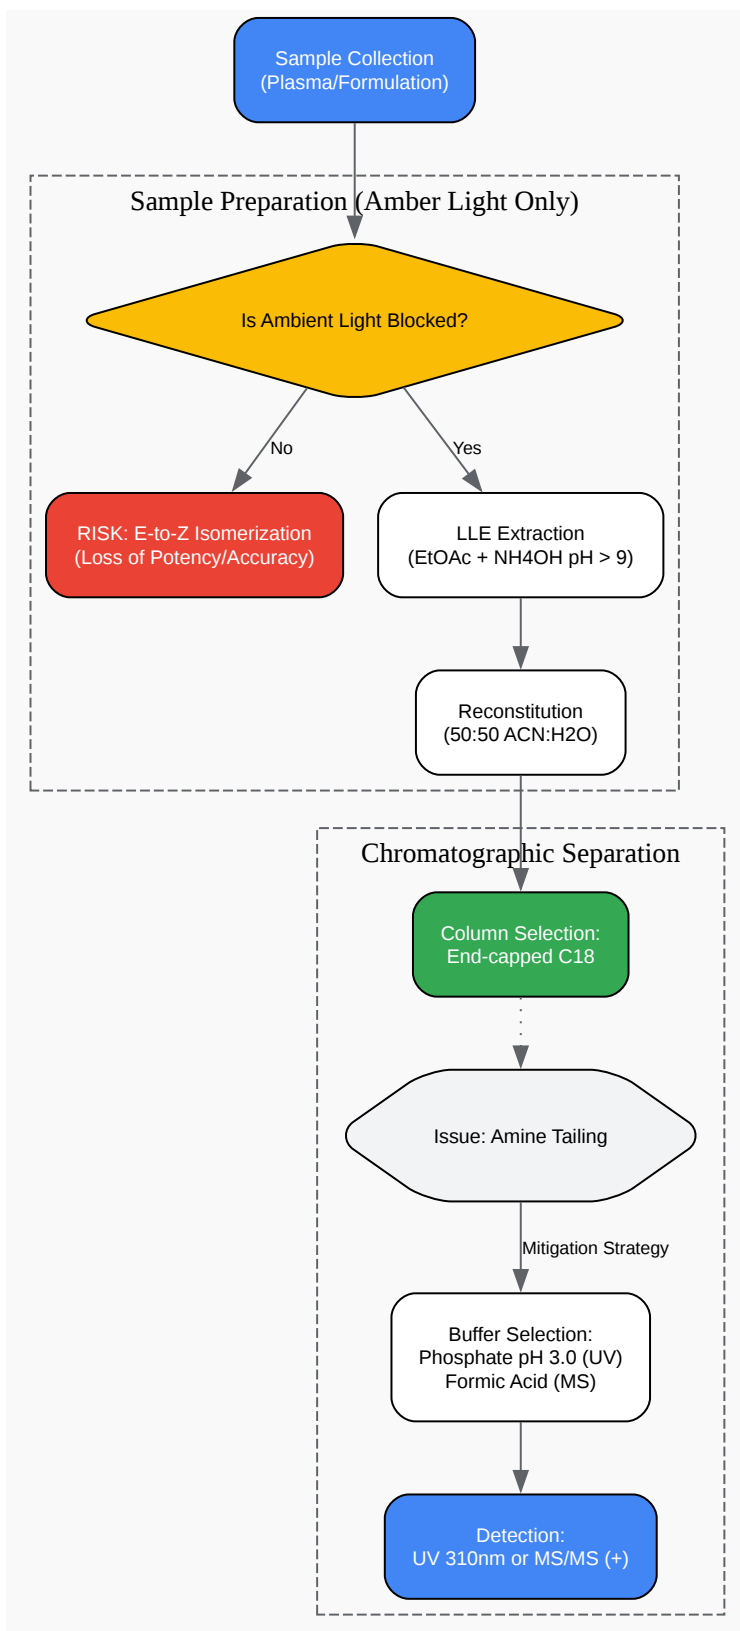 Sample Collection
(Plasma/Formulation)
Sample Preparation (Amber Light Only)
Is Ambient Light Blocked?
No
Yes
RISK: E-to-Z Isomerization
(Loss of Potency/Accuracy)
LLE Extraction
(EtOAc + NH4OH pH > 9)
Reconstitution
(50:50 ACN:H2O)
Chromatographic Separation
Column Selection:
End-capped C18
Issue: Amine Tailing
Mitigation Strategy
Buffer Selection:
Phosphate pH 3.0 (UV)
Formic Acid (MS)
Detection:
UV 310nm or MS/MS (+)